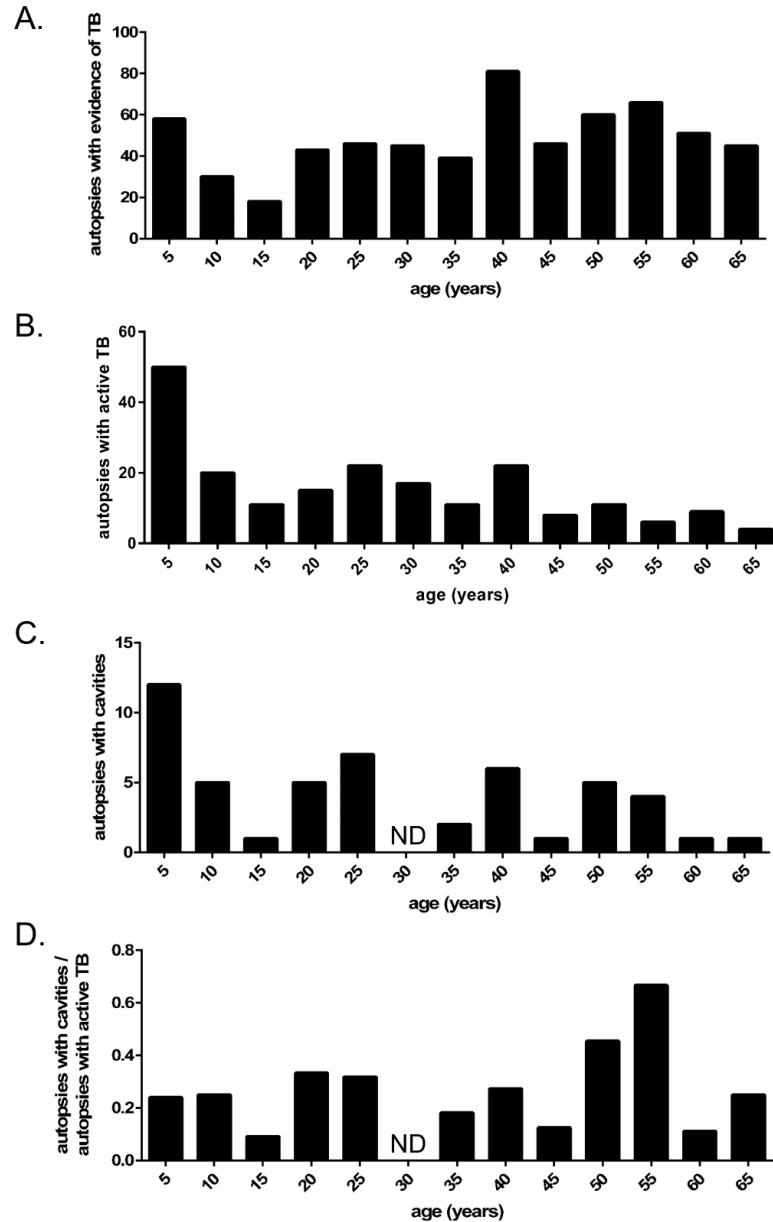 A.
autopsies with evidence of TB
100
80
60
40
20
0
5 10 15 20 25 30 35 40 45 50 55 60 65
age (years)
B.
autopsies with active TB
60
40
20
0
5 10 15 20 25 30 35 40 45 50 55 60 65
age (years)
C.
autopsies with cavities
15
10
5
0
ND
5 10 15 20 25 30 35 40 45 50 55 60 65
age (years)
D.
autopsies with cavities /
autopsies with active TB
0.8
0.6
0.4
0.2
0.0
ND
5 10 15 20 25 30 35 40 45 50 55 60 65
age (years)